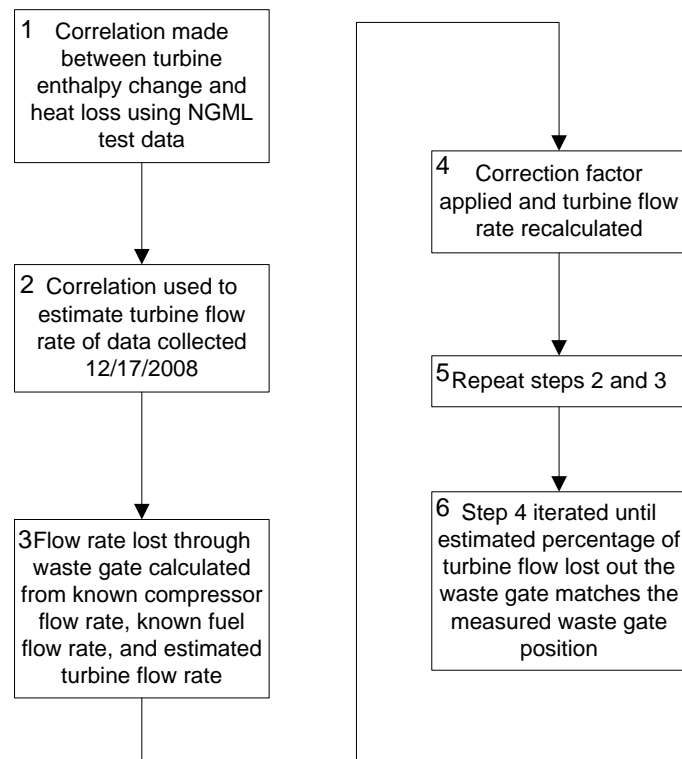 1 Correlation made
between turbine
enthalpy change and
heat loss using NGML
test data
2 Correlation used to
estimate turbine flow
rate of data collected
12/17/2008
3Flow rate lost through
waste gate calculated
from known compressor
flow rate, known fuel
flow rate, and estimated
turbine flow rate
4 Correction factor
applied and turbine flow
rate recalculated
5 Repeat steps 2 and 3
6 Step 4 iterated until
estimated percentage of
turbine flow lost out the
waste gate matches the
measured waste gate
position